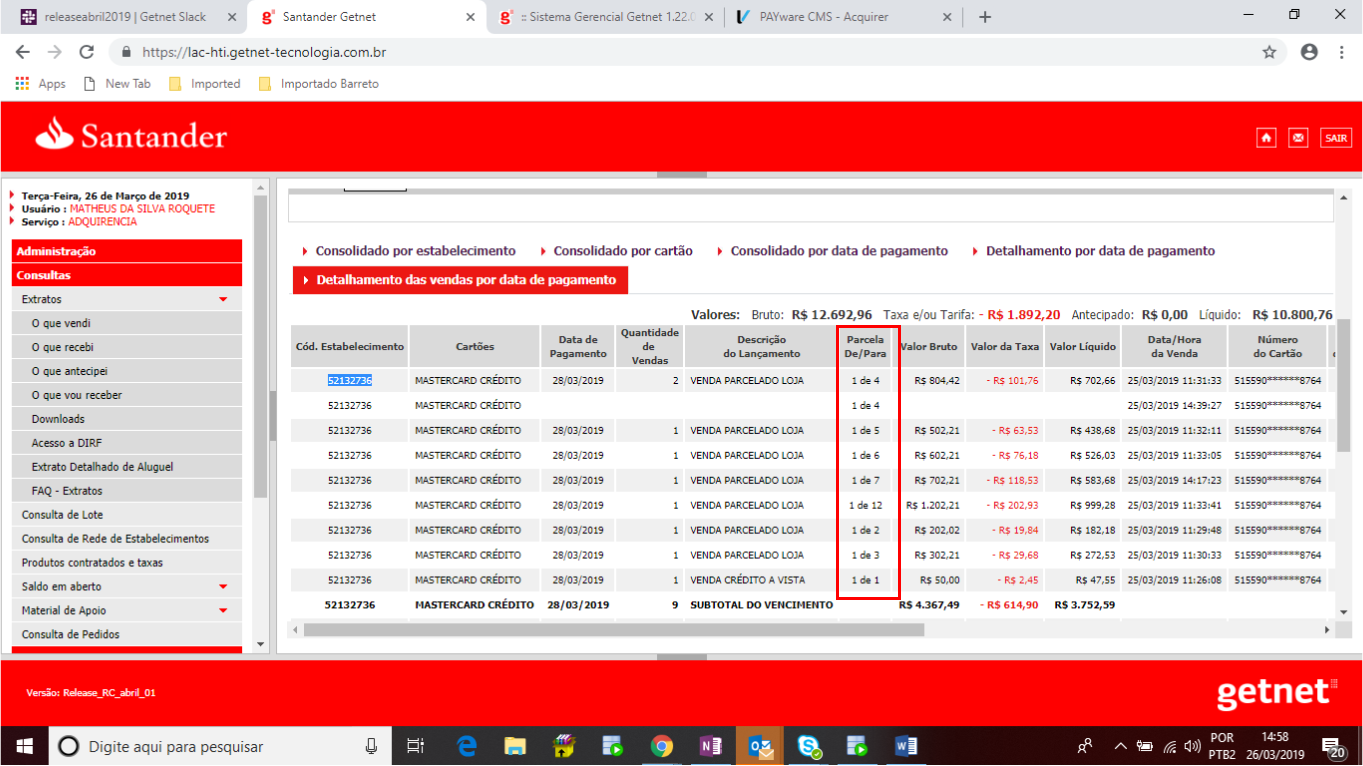 releaseabril2019 | Getnet Slack
Santander Getnet
:: Sistema Gerencial Getnet 1.22.0
PAYware CMS - Acquirer
https://lac-hti.getnet-tecnologia.com.br
Apps New Tab Imported Importado Barreto
Santander
SAIR
Terça-Feira, 26 de Março de 2019
Usuário : MATHEUS DA SILVA ROQUETE
Serviço : ADQUIRENCIA
Administração
Consultas
Extratos
O que vendi
O que recebi
O que antecipei
O que vou receber
Downloads
Acesso a DIRF
Extrato Detalhado de Aluguel
FAQ - Extratos
Consulta de Lote
Consulta de Rede de Estabelecimentos
Produtos contratados e taxas
Saldo em aberto
Material de Apoio
Consulta de Pedidos
Consolidado por estabelecimento Consolidado por cartão Consolidado por data de pagamento Detalhamento por data de pagamento
Detalhamento das vendas por data de pagamento
Valores: Bruto: R$ 12.692,96 Taxa e/ou Tarifa: - R$ 1.892,20 Antecipado: R$ 0,00 Líquido: R$ 10.800,76
Cód. Estabelecimento Cartões Data de Pagamento Quantidade de Vendas Descrição do Lançamento Parcela De/Para Valor Bruto Valor da Taxa Valor Líquido Data/Hora da Venda Número do Cartão
52132736 MASTERCARD CRÉDITO 28/03/2019 2 VENDA PARCELADO LOJA 1 de 4 R$ 804,42 - R$ 101,76 R$ 702,66 25/03/2019 11:31:33 515590******8764
52132736 MASTERCARD CRÉDITO 1 de 4 25/03/2019 14:39:27 515590******8764
52132736 MASTERCARD CRÉDITO 28/03/2019 1 VENDA PARCELADO LOJA 1 de 5 R$ 502,21 - R$ 63,53 R$ 438,68 25/03/2019 11:32:11 515590******8764
52132736 MASTERCARD CRÉDITO 28/03/2019 1 VENDA PARCELADO LOJA 1 de 6 R$ 602,21 - R$ 76,18 R$ 526,03 25/03/2019 11:33:05 515590******8764
52132736 MASTERCARD CRÉDITO 28/03/2019 1 VENDA PARCELADO LOJA 1 de 7 R$ 702,21 - R$ 118,53 R$ 583,68 25/03/2019 14:17:23 515590******8764
52132736 MASTERCARD CRÉDITO 28/03/2019 1 VENDA PARCELADO LOJA 1 de 12 R$ 1.202,21 - R$ 202,93 R$ 999,28 25/03/2019 11:33:41 515590******8764
52132736 MASTERCARD CRÉDITO 28/03/2019 1 VENDA PARCELADO LOJA 1 de 2 R$ 202,02 - R$ 19,84 R$ 182,18 25/03/2019 11:29:48 515590******8764
52132736 MASTERCARD CRÉDITO 28/03/2019 1 VENDA PARCELADO LOJA 1 de 3 R$ 302,21 - R$ 29,68 R$ 272,53 25/03/2019 11:30:33 515590******8764
52132736 MASTERCARD CRÉDITO 28/03/2019 1 VENDA CRÉDITO A VISTA 1 de 1 R$ 50,00 - R$ 2,45 R$ 47,55 25/03/2019 11:26:08 515590******8764
52132736 MASTERCARD CRÉDITO 28/03/2019 9 SUBTOTAL DO VENCIMENTO R$ 4.367,49 - R$ 614,90 R$ 3.752,59
Versão: Release_RC_abril_01
getnet
Digite aqui para pesquisar
POR 14:58
PTB2 26/03/2019 20